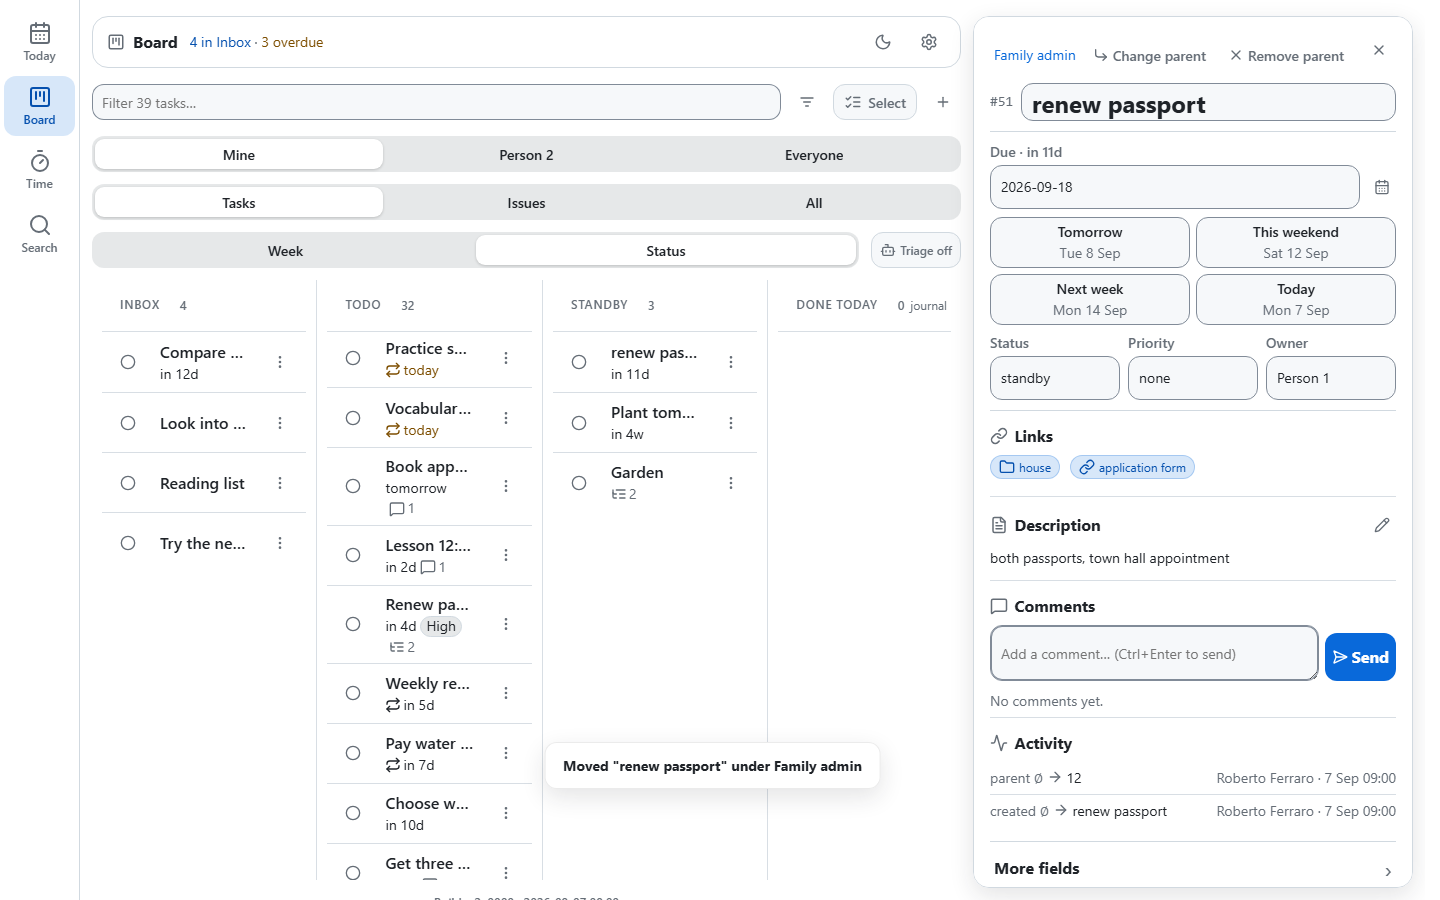 Today
Board
Time
Search
Board 4 in Inbox · 3 overdue
Filter 39 tasks...
Select
Mine Person 2 Everyone
Tasks Issues All
Week Status Triage off
INBOX 4
Compare ...
in 12d
Look into ...
Reading list
Try the ne...
TODO 32
Practice s...
today
Vocabular...
today
Book app...
tomorrow
1
Lesson 12:...
in 2d 1
Renew pa...
in 4d High
2
Weekly re...
in 5d
Pay water ...
in 7d
Choose w...
in 10d
Get three ...
STANDBY 3
renew pas...
in 11d
Plant tom...
in 4w
Garden
2
DONE TODAY 0 journal
Moved "renew passport" under Family admin
Family admin Change parent Remove parent
#51 renew passport
Due · in 11d
2026-09-18
Tomorrow
Tue 8 Sep
This weekend
Sat 12 Sep
Next week
Mon 14 Sep
Today
Mon 7 Sep
Status Priority Owner
standby none Person 1
Links
house application form
Description
both passports, town hall appointment
Comments
Add a comment... (Ctrl+Enter to send)
Send
No comments yet.
Activity
parent ∅ → 12 Roberto Ferraro · 7 Sep 09:00
created ∅ → renew passport Roberto Ferraro · 7 Sep 09:00
More fields